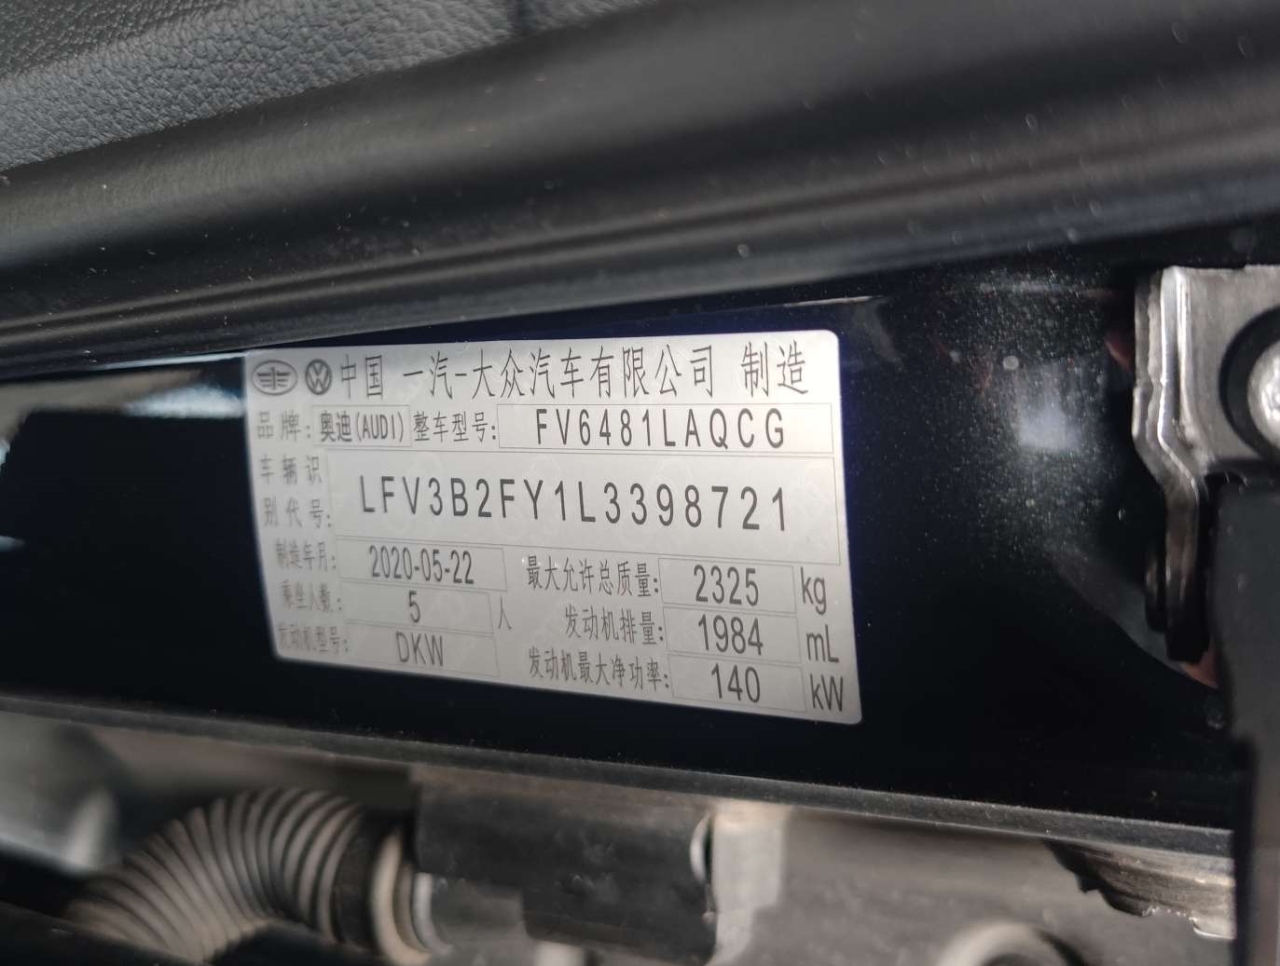 中国 一汽-大众汽车有限公司 制造
品牌: 奥迪(AUDI) 整车型号: FV6481LAQCG
车辆识别代号: LFV3B2FY1L3398721
制造年月: 2020-05-22 最大允许总质量: 2325 kg
乘坐人数: 5 人 发动机排量: 1984 mL
发动机型号: DKW 发动机最大净功率: 140 kW